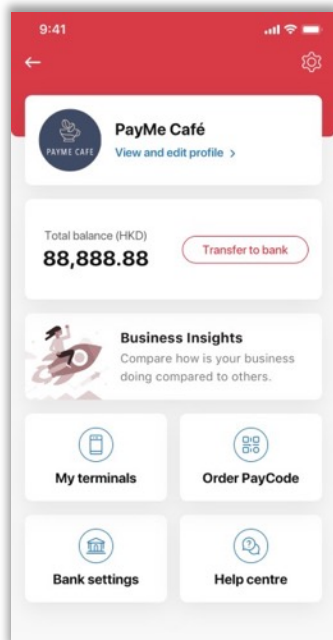 9:41
PAYME CAFE
PayMe Café
View and edit profile >
Total balance (HKD)
88,888.88
Transfer to bank
Business Insights
Compare how is your business
doing compared to others.
My terminals
Order PayCode
Bank settings
Help centre